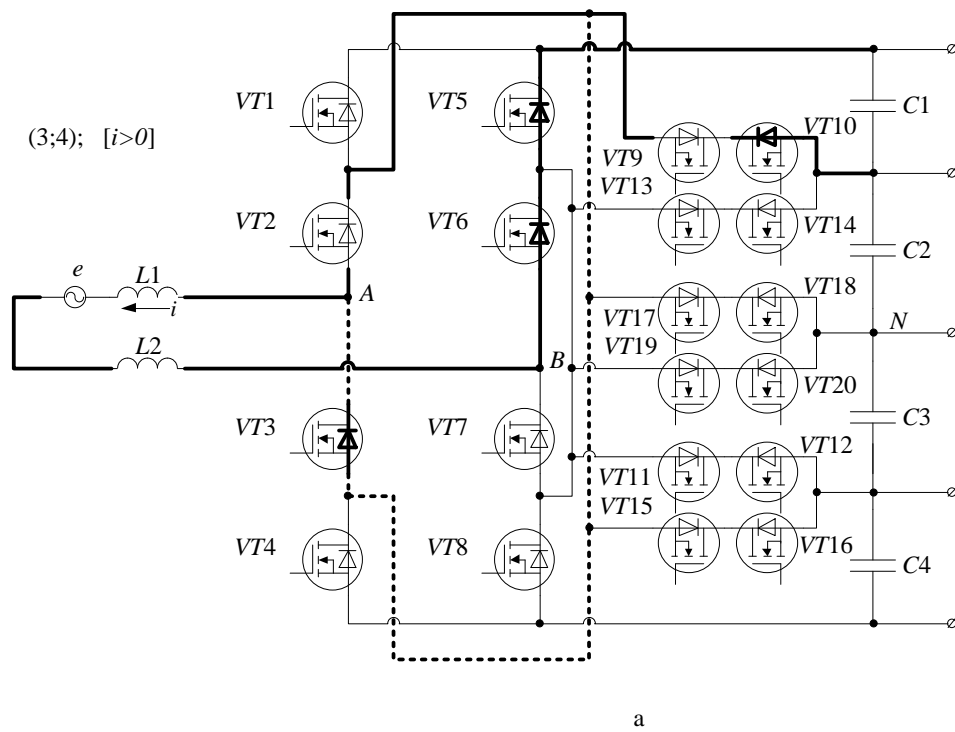 VT1
VT5
C1
VT10
(3;4); [i>0]
VT9
VT13
VT2
VT6
VT14
C2
e
L1
A
VT18
i
VT17
N
L2
VT19
B
VT20
VT3
VT7
C3
VT12
VT11
VT15
VT4
VT8
VT16
C4
a